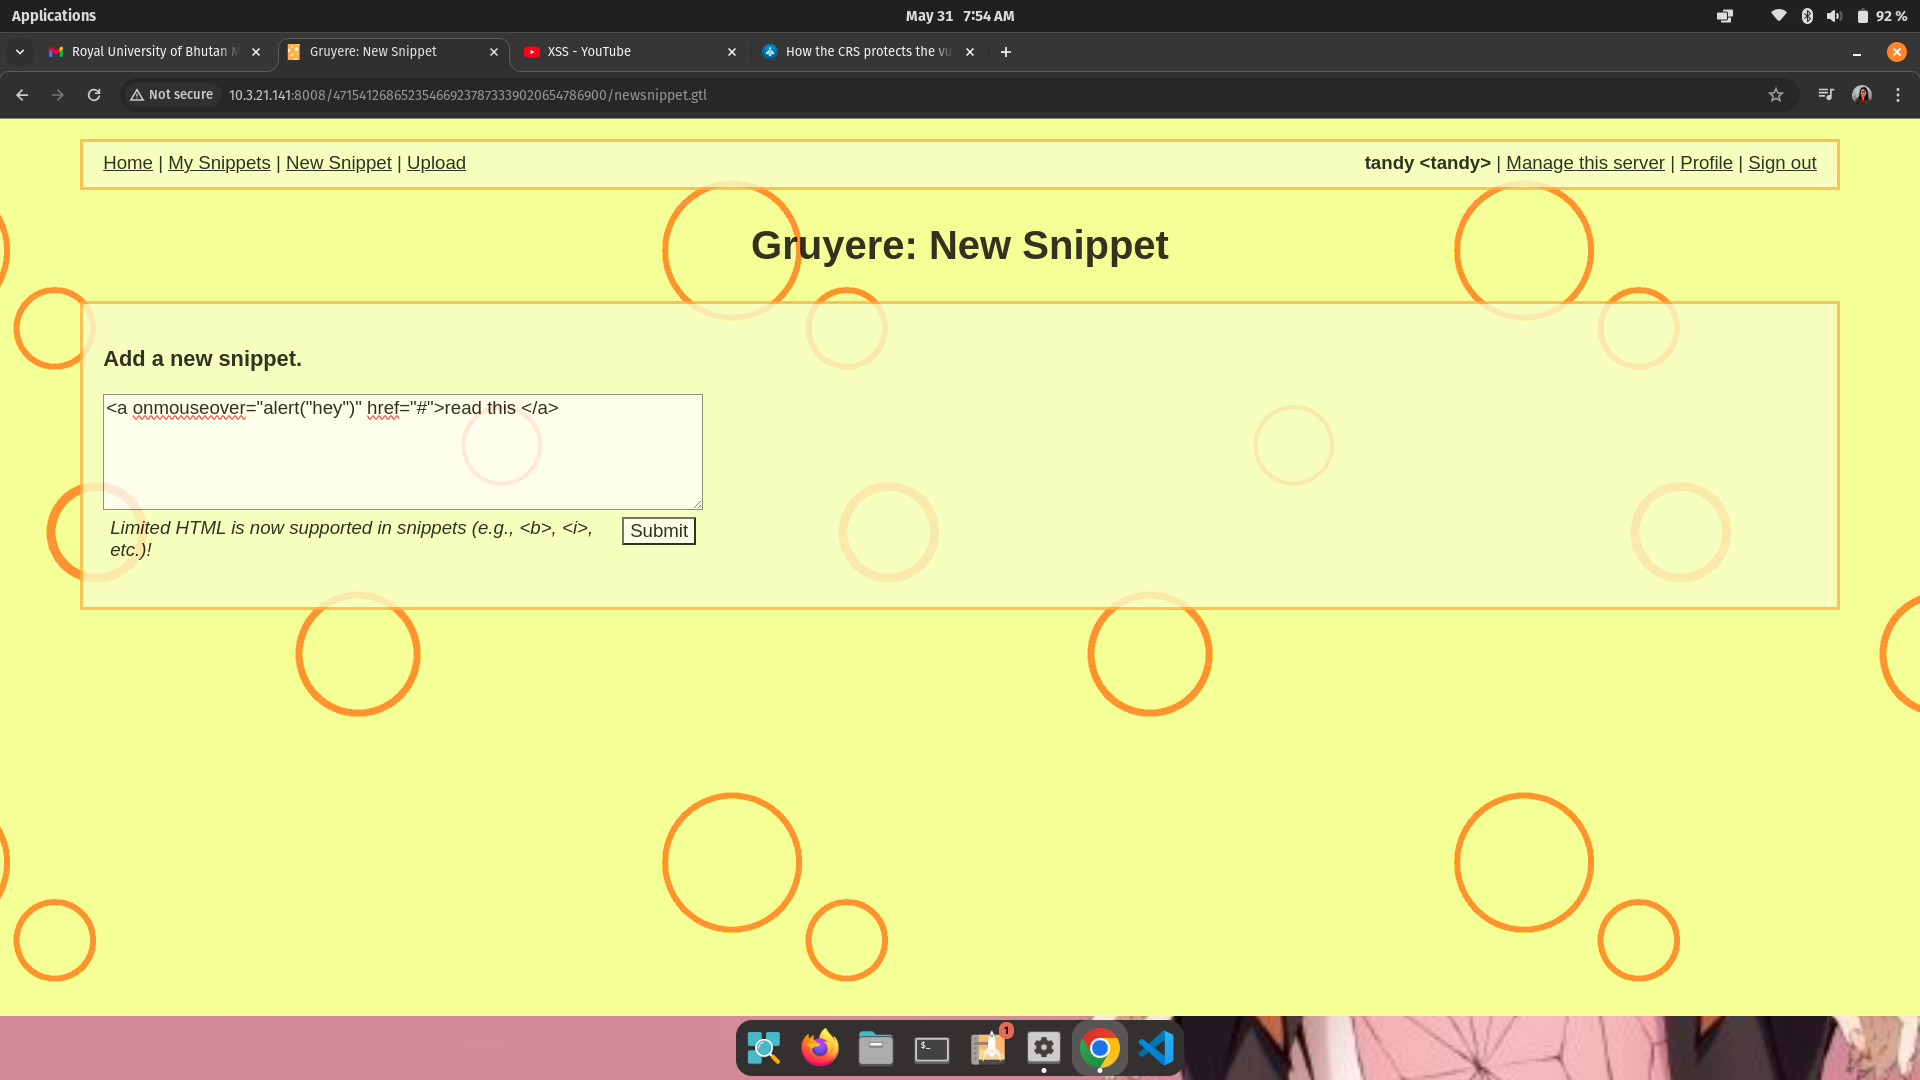 Applications
May 31 7:54 AM
92 %
Royal University of Bhutan M
Gruyere: New Snippet
XSS - YouTube
How the CRS protects the vu
Not secure
10.3.21.141:8008/471541268652354669237873339020654786900/newsnippet.gtl
Home | My Snippets | New Snippet | Upload
tandy <tandy> | Manage this server | Profile | Sign out
Gruyere: New Snippet
Add a new snippet.
<a onmouseover="alert("hey")" href="#">read this </a>
Limited HTML is now supported in snippets (e.g., <b>, <i>,
etc.)!
Submit
$_
1